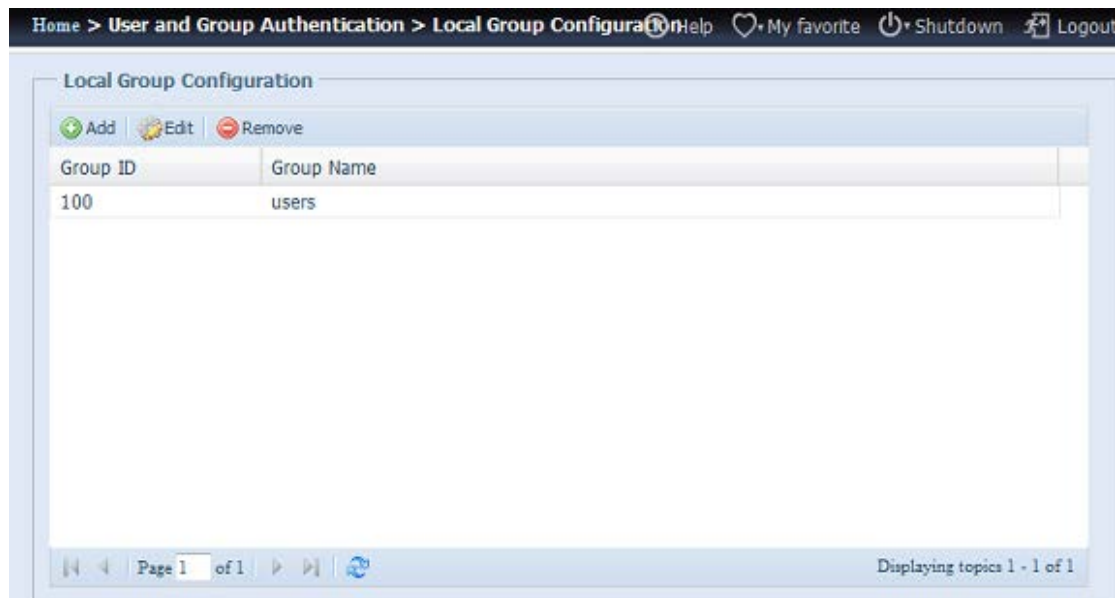 Home > User and Group Authentication > Local Group Configuration Help My favorite Shutdown Logout
Local Group Configuration
Add Edit Remove
Group ID Group Name
100 users
Page 1 of 1 Displaying topics 1 - 1 of 1